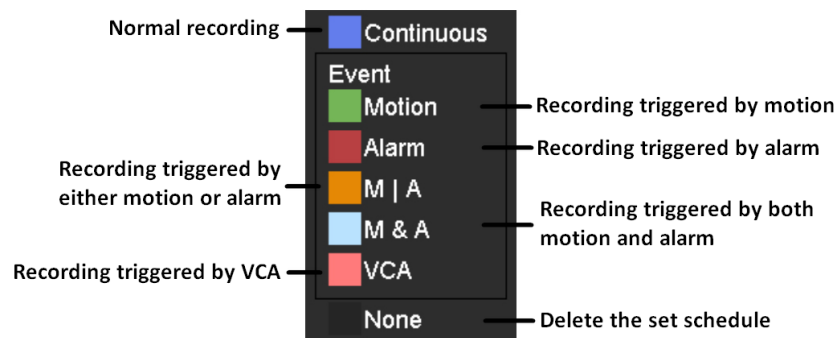 Normal recording
Continuous
Event
Motion
Recording triggered by motion
Alarm
Recording triggered by alarm
Recording triggered by
either motion or alarm
M | A
M & A
Recording triggered by both
motion and alarm
Recording triggered by VCA
VCA
None
Delete the set schedule